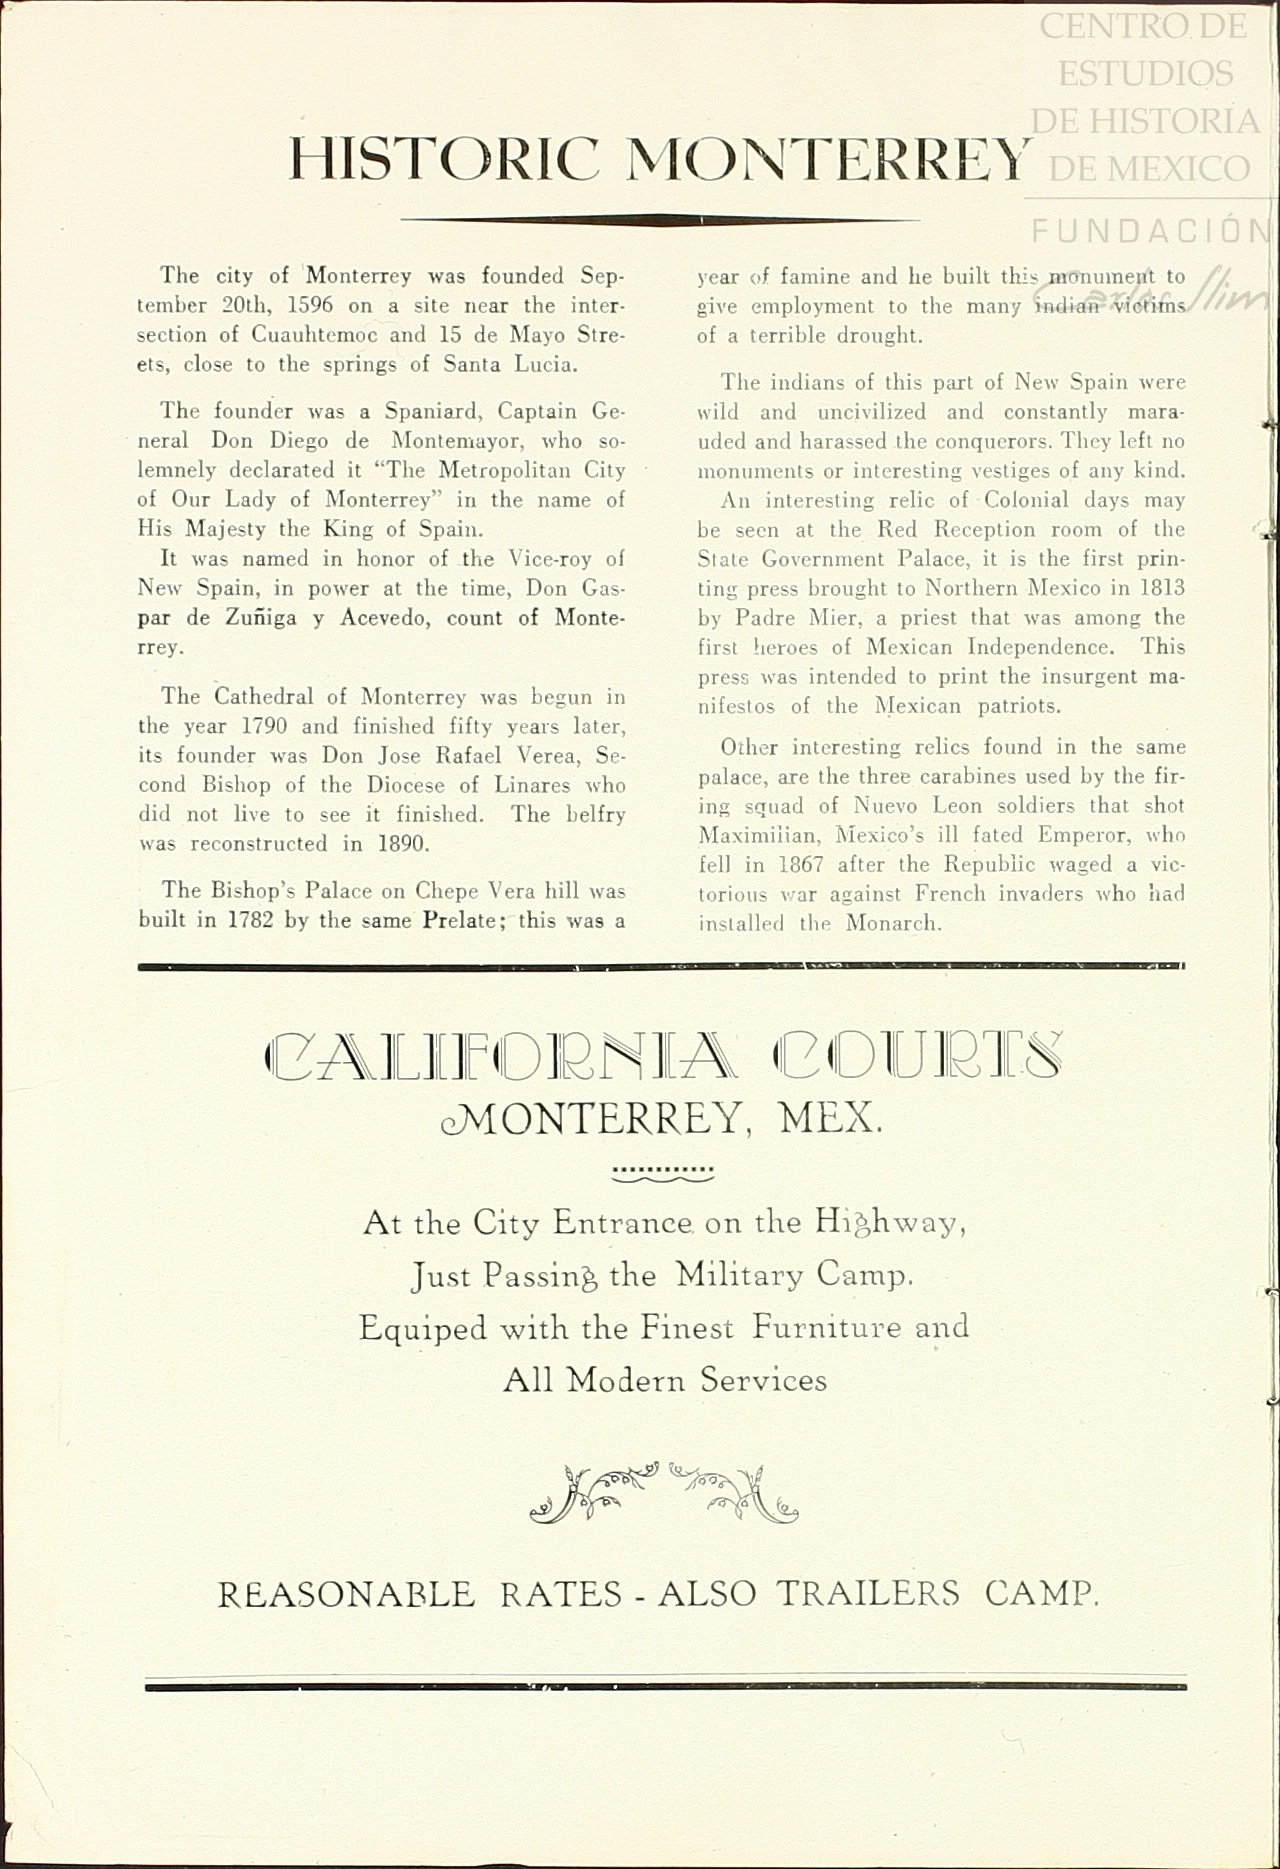 CENTRO DE
ESTUDIOS
DE HISTORIA
DE MEXICO
FUNDACIÓN
Carlos Slim
HISTORIC MONTERREY
The city of Monterrey was founded Sep-
tember 20th, 1596 on a site near the inter-
section of Cuauhtemoc and 15 de Mayo Stre-
ets, close to the springs of Santa Lucia.
The founder was a Spaniard, Captain Ge-
neral Don Diego de Montemayor, who so-
lemnely declarated it “The Metropolitan City
of Our Lady of Monterrey” in the name of
His Majesty the King of Spain.
It was named in honor of the Vice-roy of
New Spain, in power at the time, Don Gas-
par de Zuñiga y Acevedo, count of Monte-
rrey.
The Cathedral of Monterrey was begun in
the year 1790 and finished fifty years later,
its founder was Don Jose Rafael Verea, Se-
cond Bishop of the Diocese of Linares who
did not live to see it finished. The belfry
was reconstructed in 1890.
The Bishop's Palace on Chepe Vera hill was
built in 1782 by the same Prelate; this was a
year of famine and he built this monument to
give employment to the many indian victims
of a terrible drought.
The indians of this part of New Spain were
wild and uncivilized and constantly mara-
uded and harassed the conquerors. They left no
monuments or interesting vestiges of any kind.
An interesting relic of Colonial days may
be seen at the Red Reception room of the
State Government Palace, it is the first prin-
ting press brought to Northern Mexico in 1813
by Padre Mier, a priest that was among the
first heroes of Mexican Independence. This
press was intended to print the insurgent ma-
nifestos of the Mexican patriots.
Other interesting relics found in the same
palace, are the three carabines used by the fir-
ing squad of Nuevo Leon soldiers that shot
Maximilian, Mexico's ill fated Emperor, who
fell in 1867 after the Republic waged a vic-
torious war against French invaders who had
installed the Monarch.
CALIFORNIA COURTS
MONTERREY, MEX.
At the City Entrance on the Highway,
Just Passing the Military Camp.
Equiped with the Finest Furniture and
All Modern Services
REASONABLE RATES - ALSO TRAILERS CAMP.